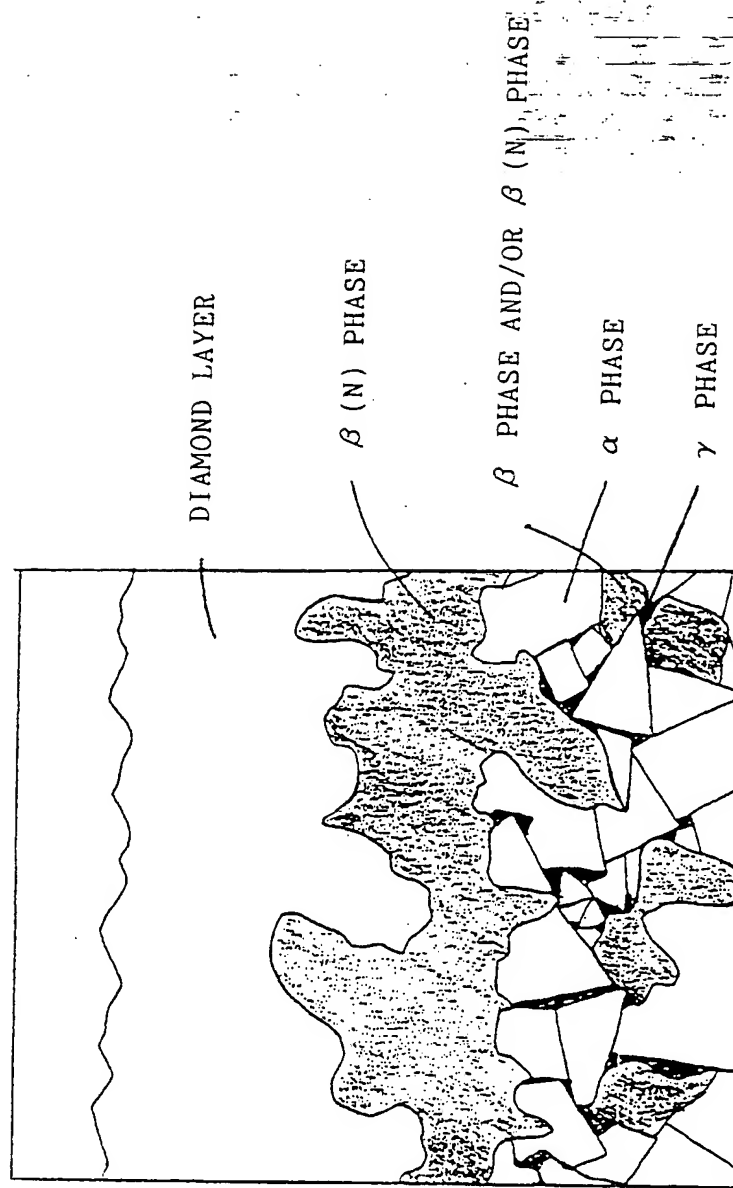 DIAMOND LAYER
β (N) PHASE
β PHASE AND/OR β (N) PHASE
α PHASE
γ PHASE